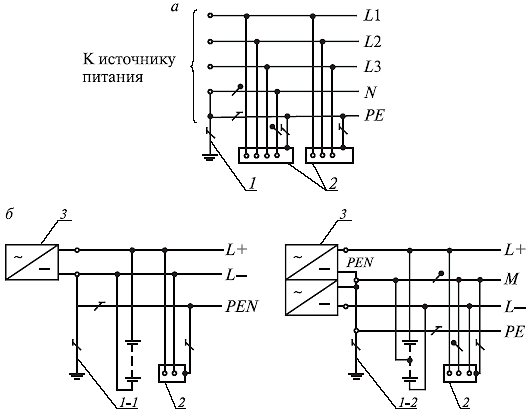 а
L1
L2
К источнику
питания
L3
N
PE
1
2
б
3
3
~
–
L+
L–
PEN
1-1
2
~
–
~
–
PEN
L+
M
L–
PE
1-2
2